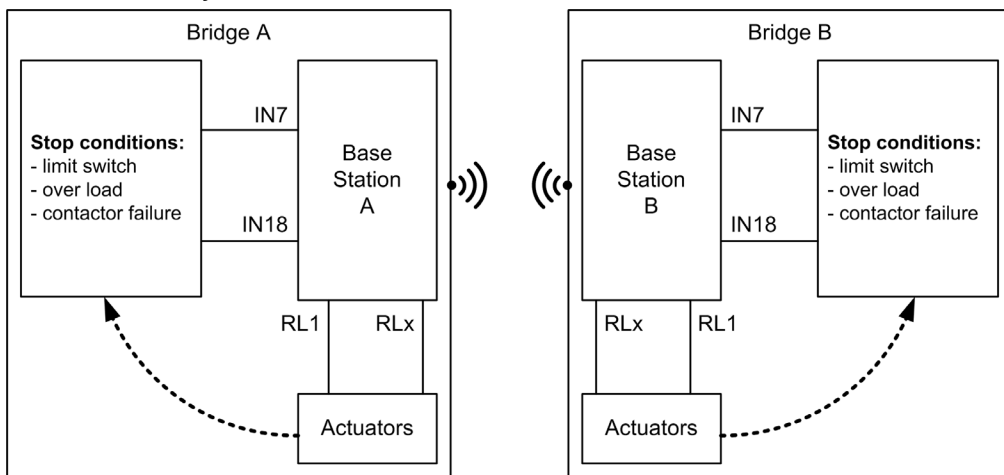 Bridge A
Stop conditions:
- limit switch
- over load
- contactor failure
IN7
IN18
Base
Station
A
RL1
RLx
Actuators
Bridge B
Base
Station
B
IN7
IN18
Stop conditions:
- limit switch
- over load
- contactor failure
RLx
RL1
Actuators